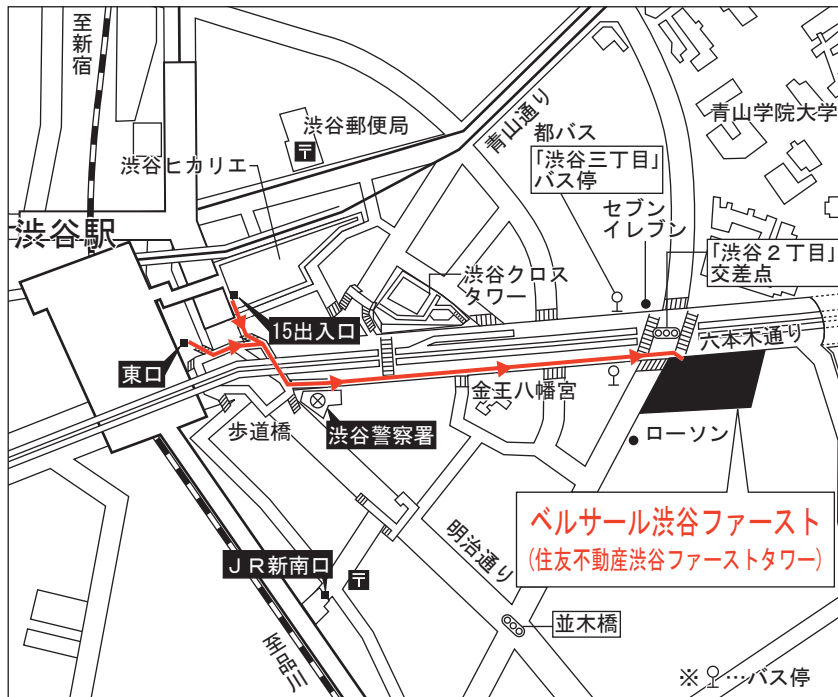 至新宿
渋谷郵便局
〒
渋谷ヒカリエ
青山通り
都バス
「渋谷三丁目」
バス停
青山学院大学
セブン
イレブン
渋谷駅
「渋谷2丁目」
交差点
渋谷クロス
タワー
15出入口
六本木通り
東口
金王八幡宮
歩道橋
渋谷警察署
ローソン
ベルサール渋谷ファースト
(住友不動産渋谷ファーストタワー)
明治通り
JR新南口
〒
並木橋
至品川
※ …バス停